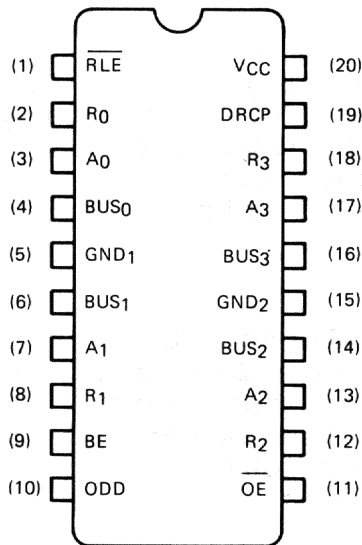 (1) R̅L̅E̅ VCC (20)
(2) R0 DRCP (19)
(3) A0 R3 (18)
(4) BUS0 A3 (17)
(5) GND1 BUS3 (16)
(6) BUS1 GND2 (15)
(7) A1 BUS2 (14)
(8) R1 A2 (13)
(9) BE R2 (12)
(10) ODD O̅E̅ (11)